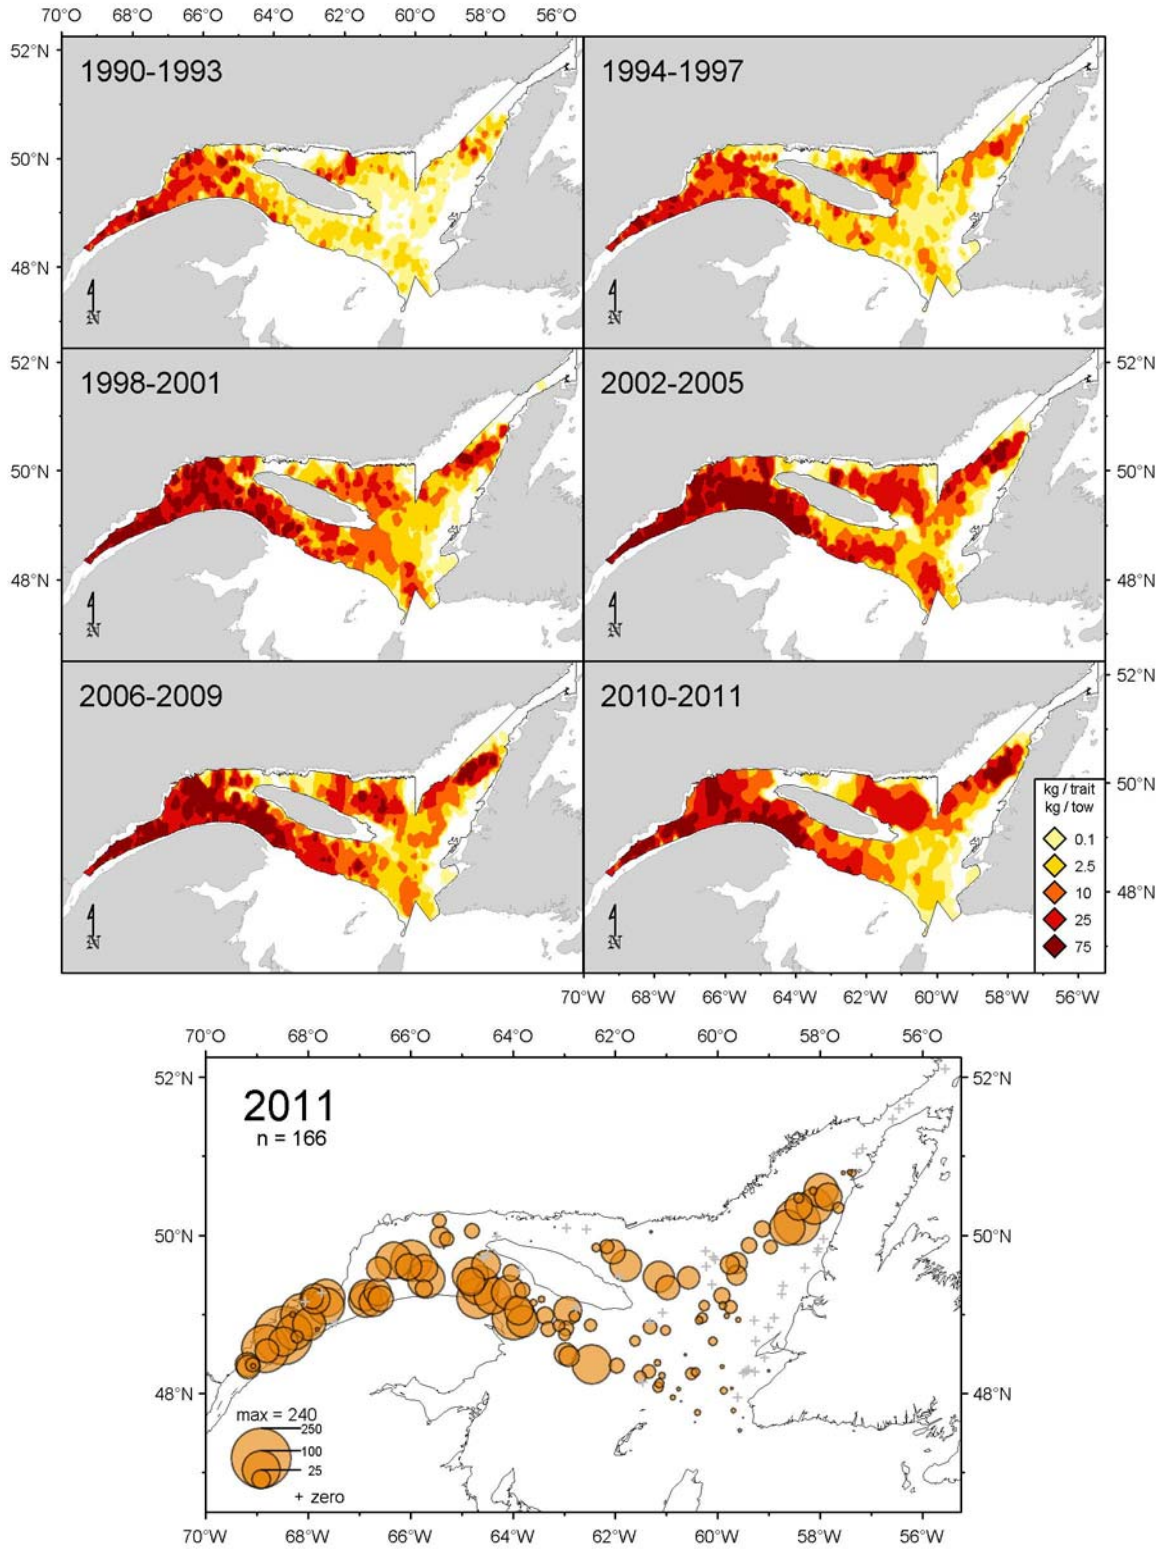 70°O 68°O 66°O 64°O 62°O 60°O 58°O 56°O
52°N
1990-1993
1994-1997
50°N
48°N
N
N
52°N
1998-2001
2002-2005
52°N
50°N
50°N
48°N
48°N
N
N
2006-2009
2010-2011
52°N
50°N
kg / trait
kg / tow
0.1
2.5
10
48°N
25
75
N
N
70°W 68°W 66°W 64°W 62°W 60°W 58°W 56°W
70°O 68°O 66°O 64°O 62°O 60°O 58°O 56°O
52°N
2011
52°N
n = 166
50°N
50°N
48°N
48°N
max = 240
250
100
25
+ zero
70°W 68°W 66°W 64°W 62°W 60°W 58°W 56°W